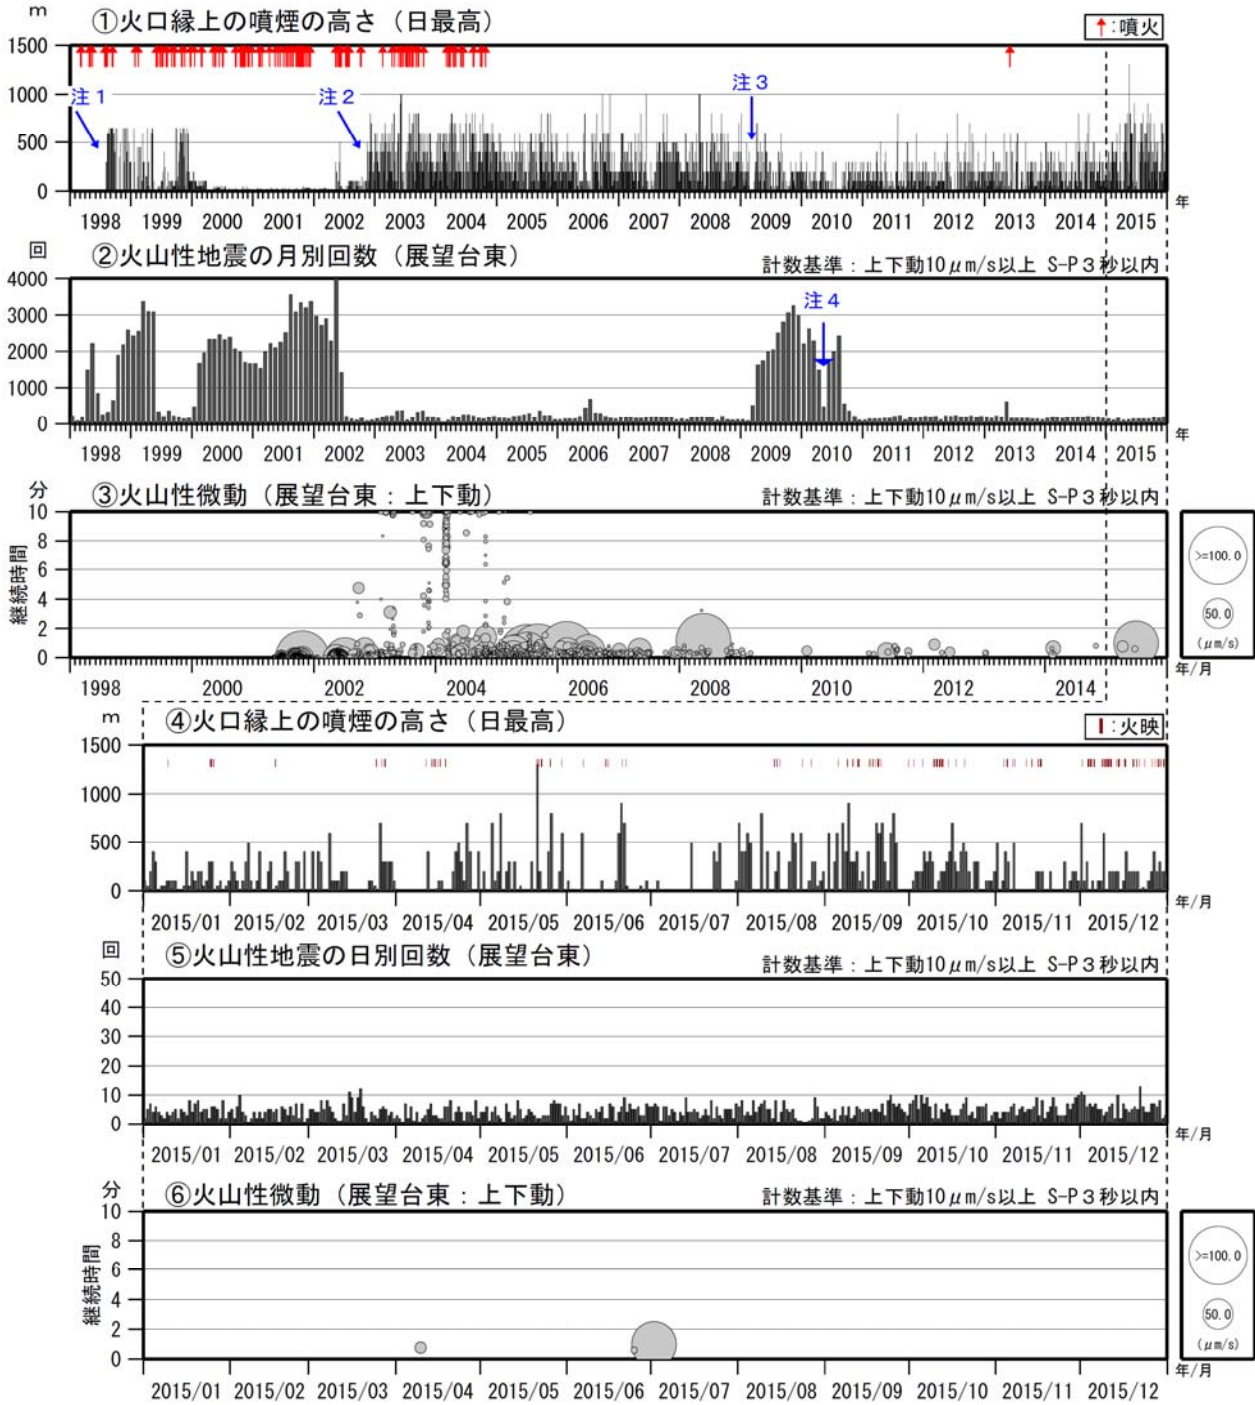 m ①火口縁上の噴煙の高さ（日最高） ↑:噴火
1500
1000
500
0
注１ 注２ 注３
1998 1999 2000 2001 2002 2003 2004 2005 2006 2007 2008 2009 2010 2011 2012 2013 2014 2015 年
回 ②火山性地震の月別回数（展望台東） 計数基準：上下動10μm/s以上 S-P３秒以内
4000
3000
2000
1000
0
注４
1998 1999 2000 2001 2002 2003 2004 2005 2006 2007 2008 2009 2010 2011 2012 2013 2014 2015 年
分 ③火山性微動（展望台東：上下動） 計数基準：上下動10μm/s以上 S-P３秒以内
継続時間
10
8
6
4
2
0
>=100.0
50.0
(μm/s)
1998 2000 2002 2004 2006 2008 2010 2012 2014 年/月
m ④火口縁上の噴煙の高さ（日最高） |:火映
1500
1000
500
0
2015/01 2015/02 2015/03 2015/04 2015/05 2015/06 2015/07 2015/08 2015/09 2015/10 2015/11 2015/12 年/月
回 ⑤火山性地震の日別回数（展望台東） 計数基準：上下動10μm/s以上 S-P３秒以内
50
40
30
20
10
0
2015/01 2015/02 2015/03 2015/04 2015/05 2015/06 2015/07 2015/08 2015/09 2015/10 2015/11 2015/12 年/月
分 ⑥火山性微動（展望台東：上下動） 計数基準：上下動10μm/s以上 S-P３秒以内
継続時間
10
8
6
4
2
0
>=100.0
50.0
(μm/s)
2015/01 2015/02 2015/03 2015/04 2015/05 2015/06 2015/07 2015/08 2015/09 2015/10 2015/11 2015/12 年/月